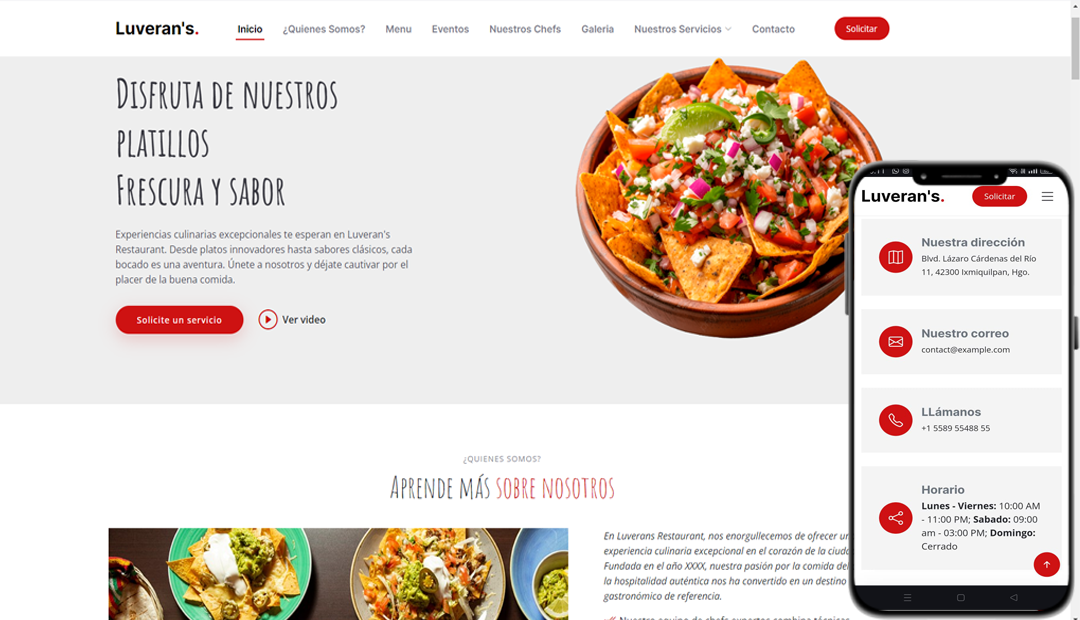 Luveran's.
Inicio
¿Quienes Somos?
Menu
Eventos
Nuestros Chefs
Galeria
Nuestros Servicios
Contacto
Solicitar
Disfruta de nuestros
platillos
Frescura y sabor
Experiencias culinarias excepcionales te esperan en Luveran's
Restaurant. Desde platos innovadores hasta sabores clásicos, cada
bocado es una aventura. Únete a nosotros y déjate cautivar por el
placer de la buena comida.
Solicite un servicio
Ver video
¿QUIENES SOMOS?
Aprende más sobre nosotros
En Luverans Restaurant, nos enorgullecemos de ofrecer
experiencia culinaria excepcional en el corazón de la
Fundada en el año XXXX, nuestra pasión por la comida
la hospitalidad auténtica nos ha convertido en un destino
gastronómico de referencia.
Nuestro equipo de chefs expertos combina técnicas
Luveran's.
Solicitar
Nuestra dirección
Blvd. Lázaro Cárdenas del Río
11, 42300 Ixmiquilpan, Hgo.
Nuestro correo
contact@example.com
LLámanos
+1 5589 55488 55
Horario
Lunes - Viernes: 10:00 AM
- 11:00 PM; Sabado: 09:00
am - 03:00 PM; Domingo:
Cerrado